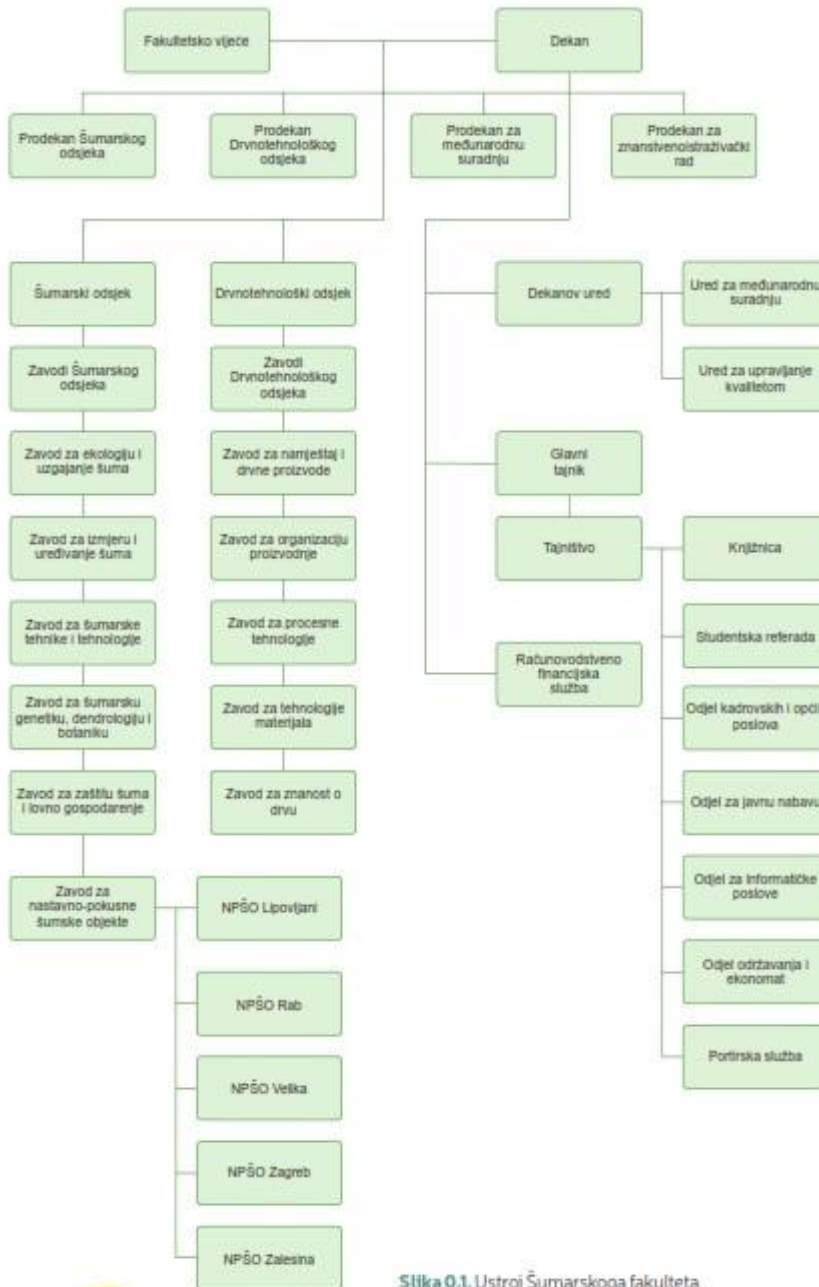 Fakultetsko vijeće
Dekan
Prodekan Šumarskog
odsjeka
Prodekan
Drvnotehnološkog
odsjeka
Prodekan za
međunarodnu
suradnju
Prodekan za
znanstvenoistraživački
rad
Šumarski odsjek
Drvnotehnološki odsjek
Dekanov ured
Ured za međunarodnu
suradnju
Zavodi Šumarskog
odsjeka
Zavodi
Drvnotehnološkog
odsjeka
Ured za upravljanje
kvalitetom
Zavod za ekologiju i
uzgajanje šuma
Zavod za namještaj i
drvne proizvode
Glavni
tajnik
Zavod za izmjeru i
uređivanje šuma
Zavod za organizaciju
proizvodnje
Tajništvo
Knjižnica
Zavod za šumarske
tehnike i tehnologije
Zavod za procesne
tehnologije
Studentska referada
Računovodstveno
financijska
služba
Zavod za šumarsku
genetiku, dendrologiju i
botaniku
Zavod za tehnologije
materijala
Odjel kadrovskih i općih
poslova
Zavod za zaštitu šuma
i lovno gospodarenje
Zavod za znanost o
drvu
Odjel za javnu nabavu
Zavod za
nastavno-pokusne
šumske objekte
NPŠO Lipovljani
Odjel za informatičke
poslove
NPŠO Rab
Odjel održavanja i
ekonomat
NPŠO Velika
Portirska služba
NPŠO Zagreb
NPŠO Zalesina
Slika 0.1. Ustroj Šumarskoga fakulteta